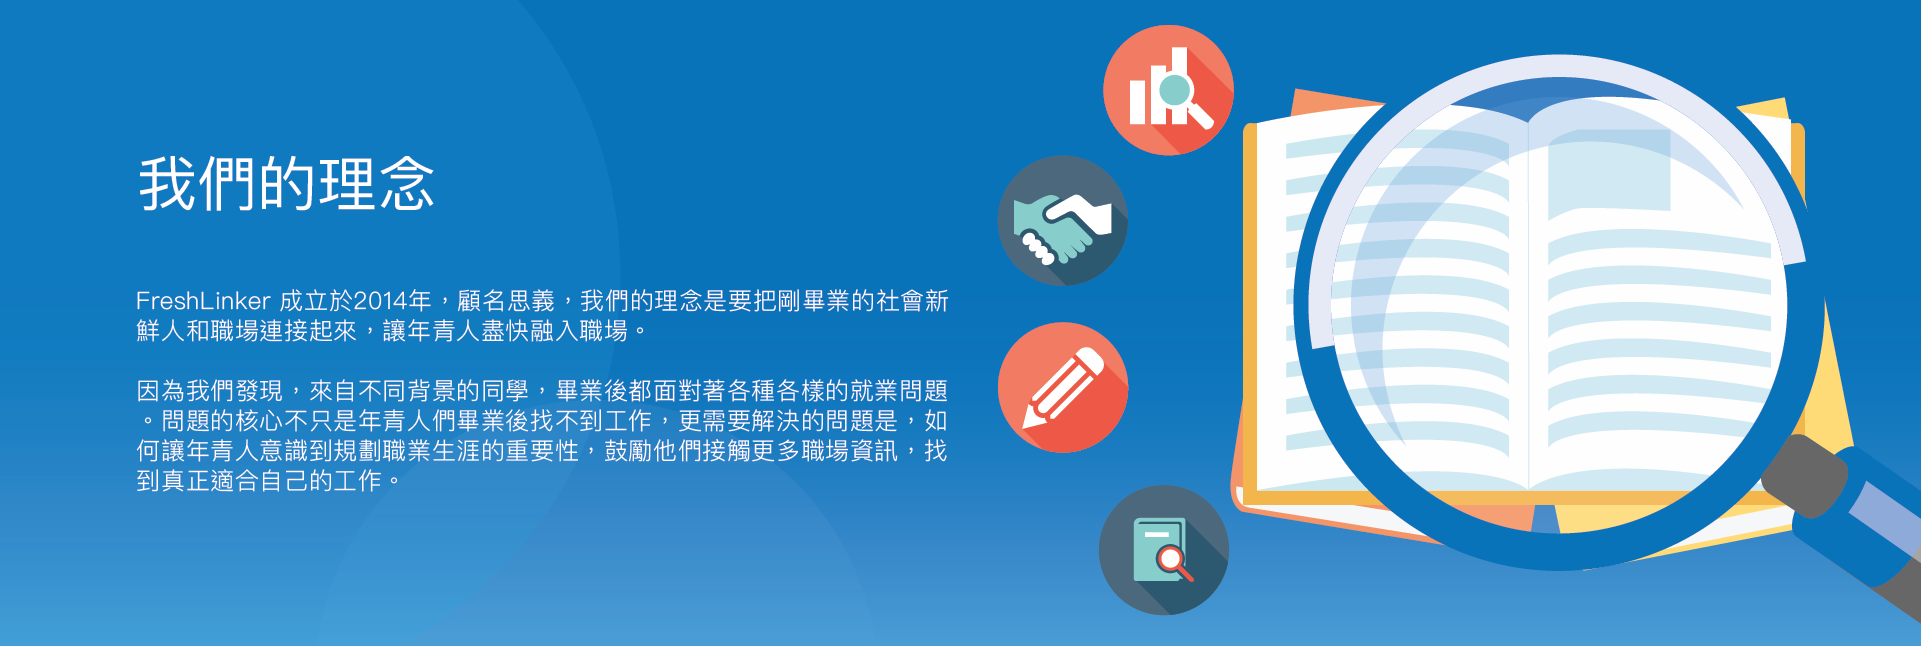 我們的理念
FreshLinker 成立於2014年，顧名思義，我們的理念是要把剛畢業的社會新
鮮人和職場連接起來，讓年青人盡快融入職場。
因為我們發現，來自不同背景的同學，畢業後都面對著各種各樣的就業問題
。問題的核心不只是年青人們畢業後找不到工作，更需要解決的問題是，如
何讓年青人意識到規劃職業生涯的重要性，鼓勵他們接觸更多職場資訊，找
到真正適合自己的工作。